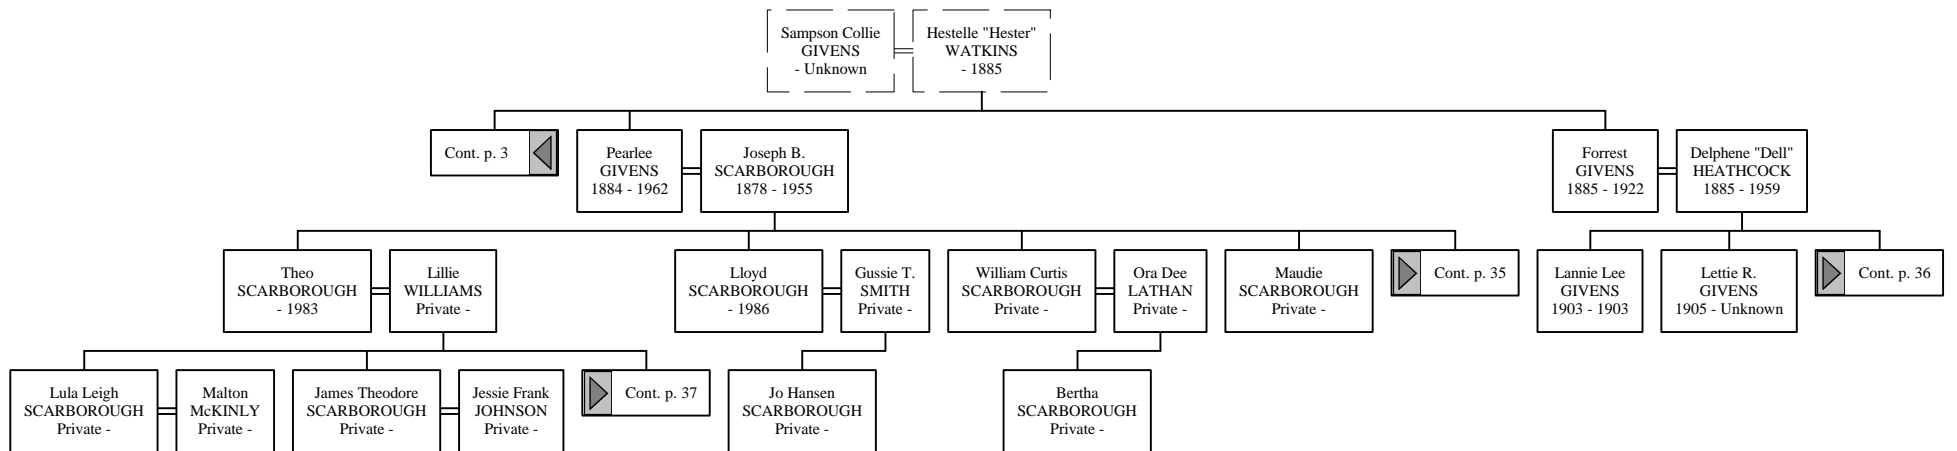 Sampson Collie
GIVENS
- Unknown
Hestelle "Hester"
WATKINS
- 1885
Cont. p. 3
Pearlee
GIVENS
1884 - 1962
Joseph B.
SCARBOROUGH
1878 - 1955
Forrest
GIVENS
1885 - 1922
Delphene "Dell"
HEATHCOCK
1885 - 1959
Theo
SCARBOROUGH
- 1983
Lillie
WILLIAMS
Private -
Lloyd
SCARBOROUGH
- 1986
Gussie T.
SMITH
Private -
William Curtis
SCARBOROUGH
Private -
Ora Dee
LATHAN
Private -
Maudie
SCARBOROUGH
Private -
Cont. p. 35
Lannie Lee
GIVENS
1903 - 1903
Lettie R.
GIVENS
1905 - Unknown
Cont. p. 36
Lula Leigh
SCARBOROUGH
Private -
Malton
McKINLY
Private -
James Theodore
SCARBOROUGH
Private -
Jessie Frank
JOHNSON
Private -
Cont. p. 37
Jo Hansen
SCARBOROUGH
Private -
Bertha
SCARBOROUGH
Private -